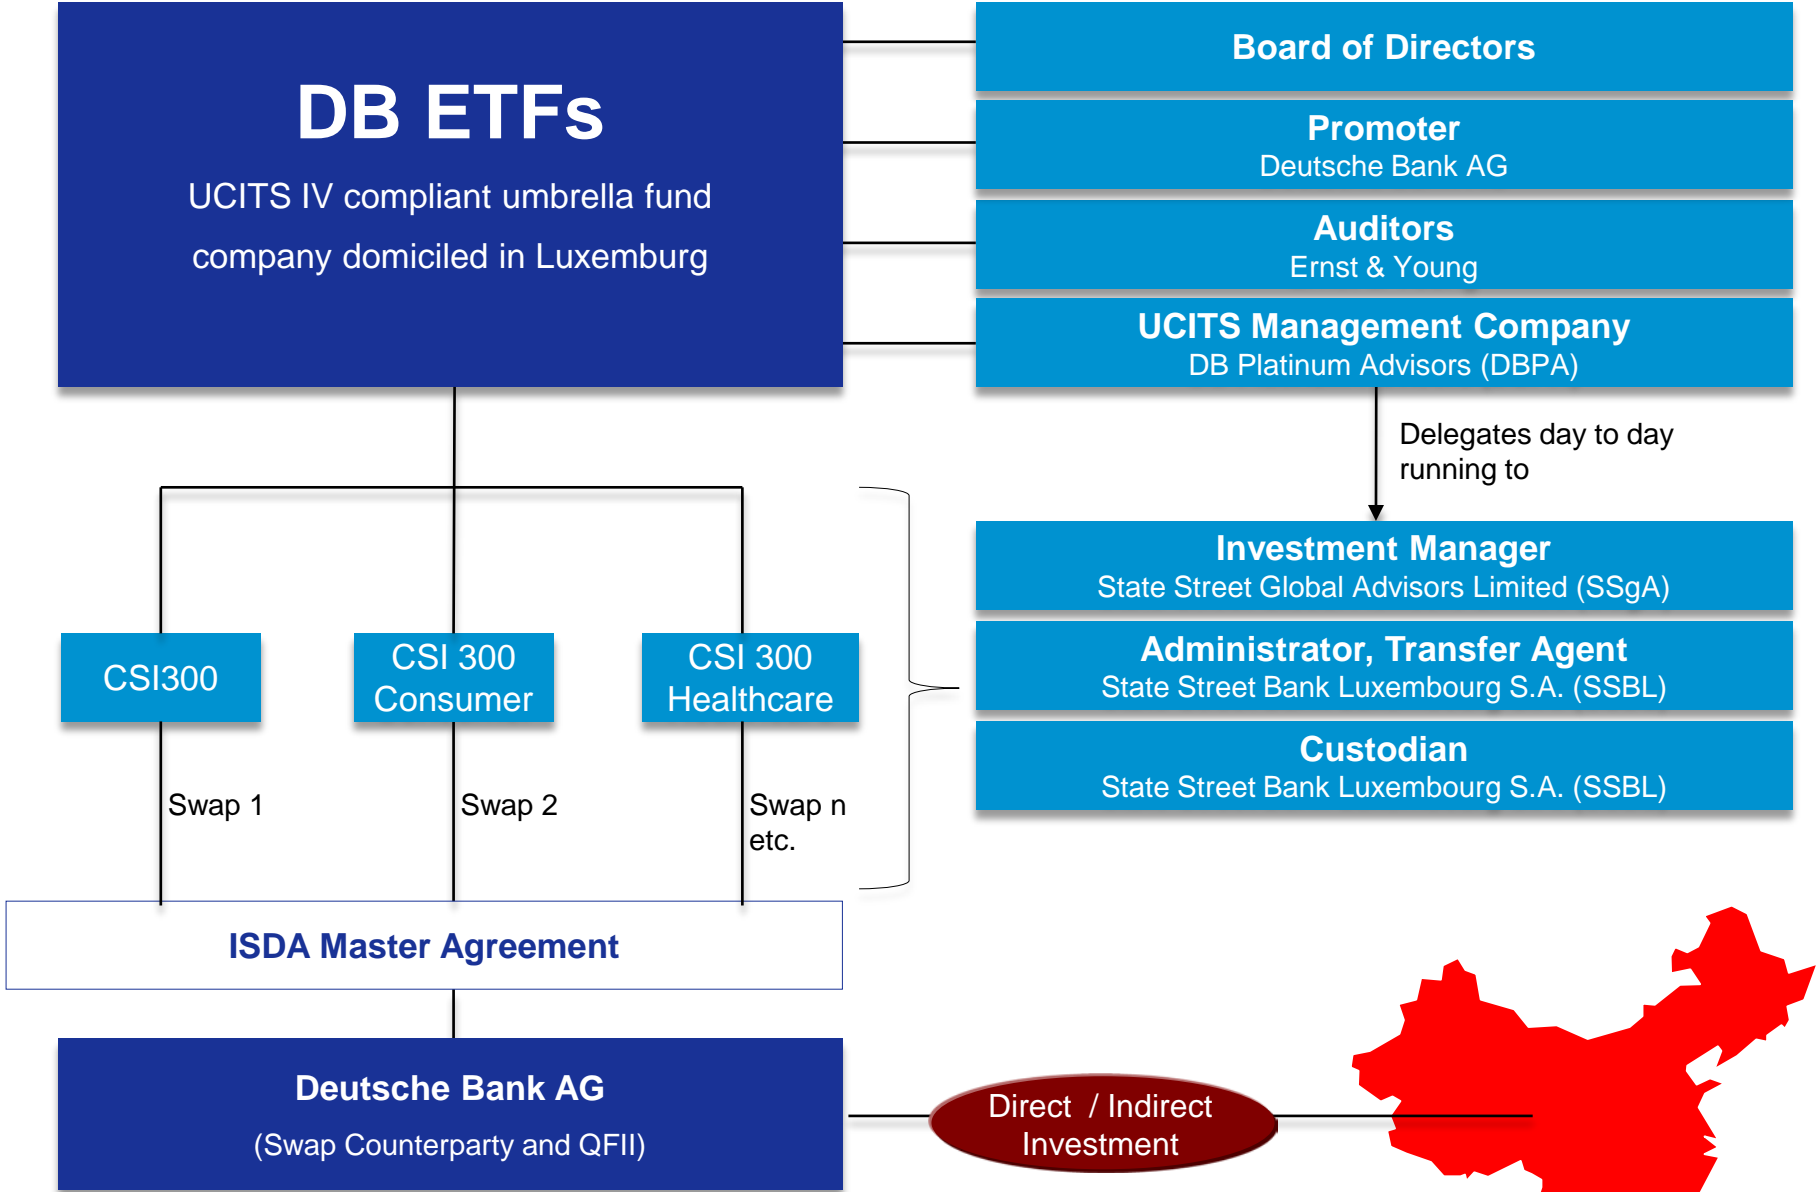 DB ETFs
UCITS IV compliant umbrella fund
company domiciled in Luxemburg
Board of Directors
Promoter
Deutsche Bank AG
Auditors
Ernst & Young
UCITS Management Company
DB Platinum Advisors (DBPA)
Delegates day to day
running to
Investment Manager
State Street Global Advisors Limited (SSgA)
Administrator, Transfer Agent
State Street Bank Luxembourg S.A. (SSBL)
Custodian
State Street Bank Luxembourg S.A. (SSBL)
CSI300
CSI 300
Consumer
CSI 300
Healthcare
Swap 1
Swap 2
Swap n
etc.
ISDA Master Agreement
Deutsche Bank AG
(Swap Counterparty and QFII)
Direct / Indirect
Investment